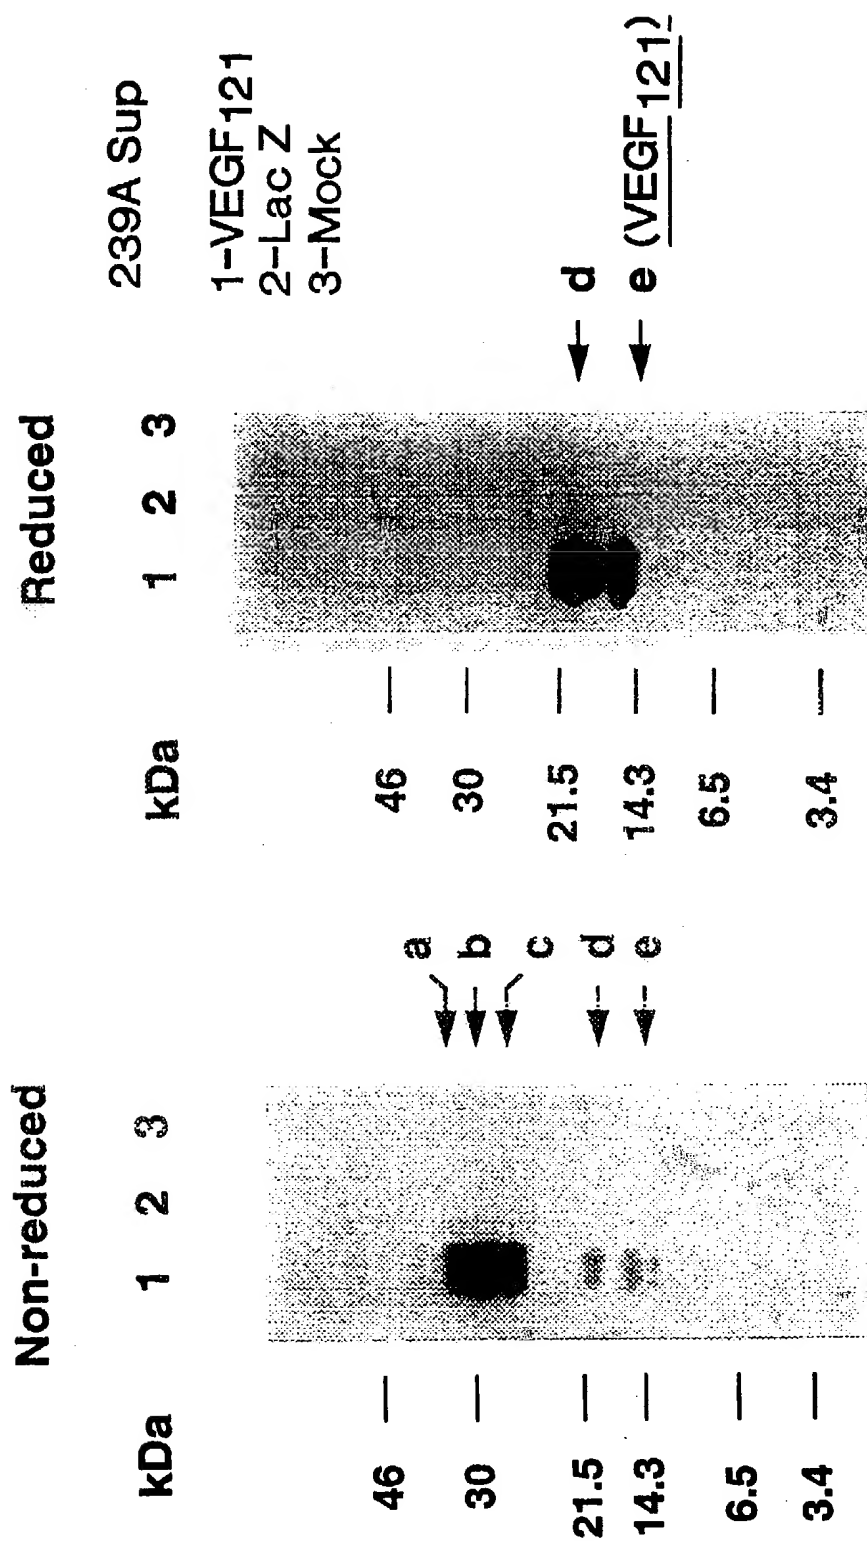 Non-reduced
kDa 1 2 3
46
30
21.5
14.3
6.5
3.4
a
b
c
d
e
Reduced
kDa 1 2 3
46
30
21.5
14.3
6.5
3.4
d
e (VEGF121)
239A Sup
1-VEGF121
2-Lac Z
3-Mock